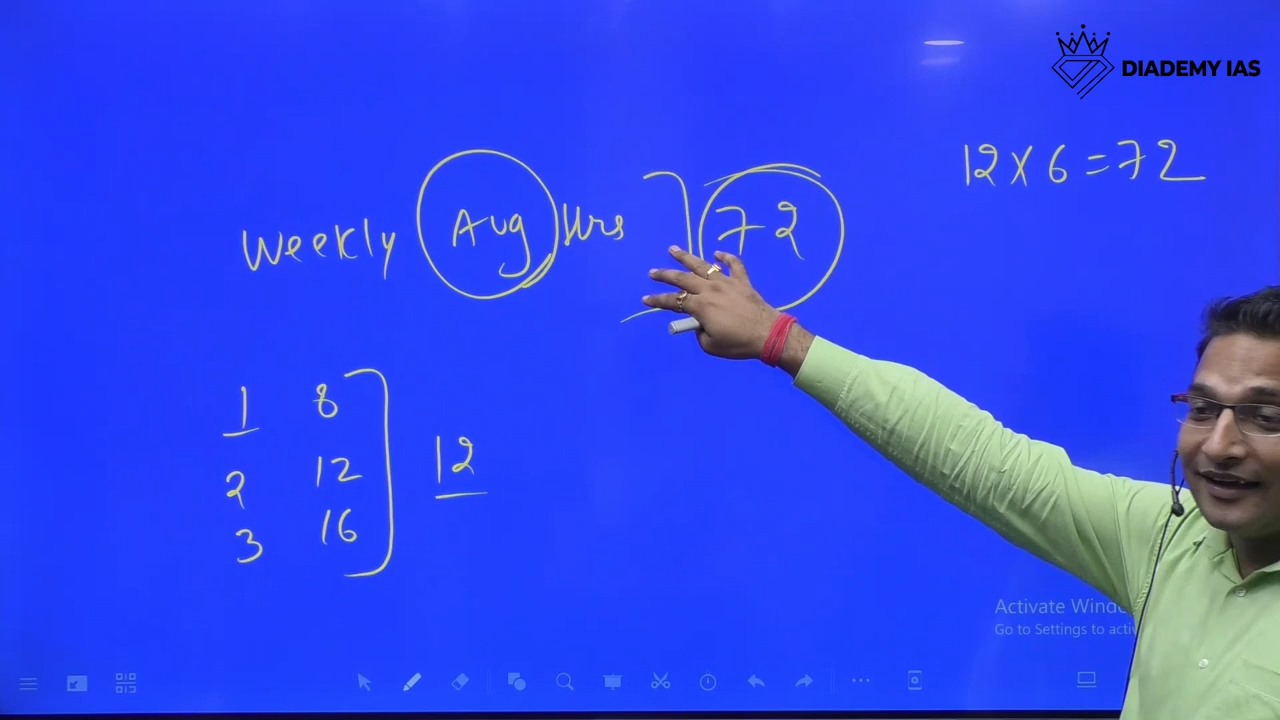 DIADEMY IAS
12 X 6 = 72
Weekly Avg Hrs ] 72
1 8
2 12
3 16
12
Activate Windo
Go to Settings to activ